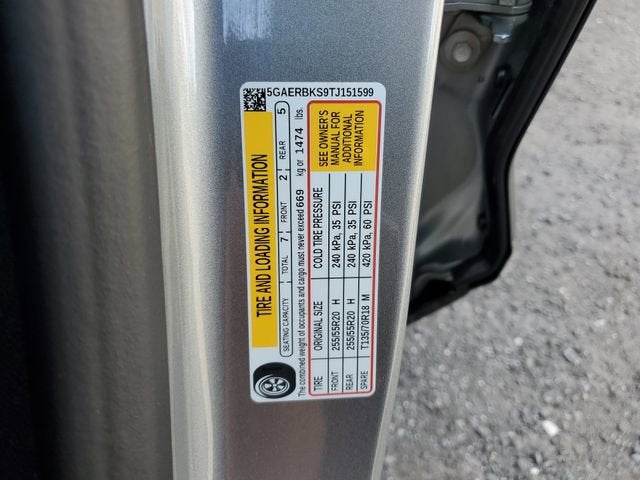 5GAERBKS9TJ151599
TIRE AND LOADING INFORMATION
SEATING CAPACITY TOTAL 7 FRONT 2 REAR 5
The combined weight of occupants and cargo must never exceed 669 kg or 1474 lbs.
TIRE ORIGINAL SIZE COLD TIRE PRESSURE
FRONT 255/55R20 H 240 kPa, 35 PSI
REAR 255/55R20 H 240 kPa, 35 PSI
SPARE T135/70R18 M 420 kPa, 60 PSI
SEE OWNER'S
MANUAL FOR
ADDITIONAL
INFORMATION